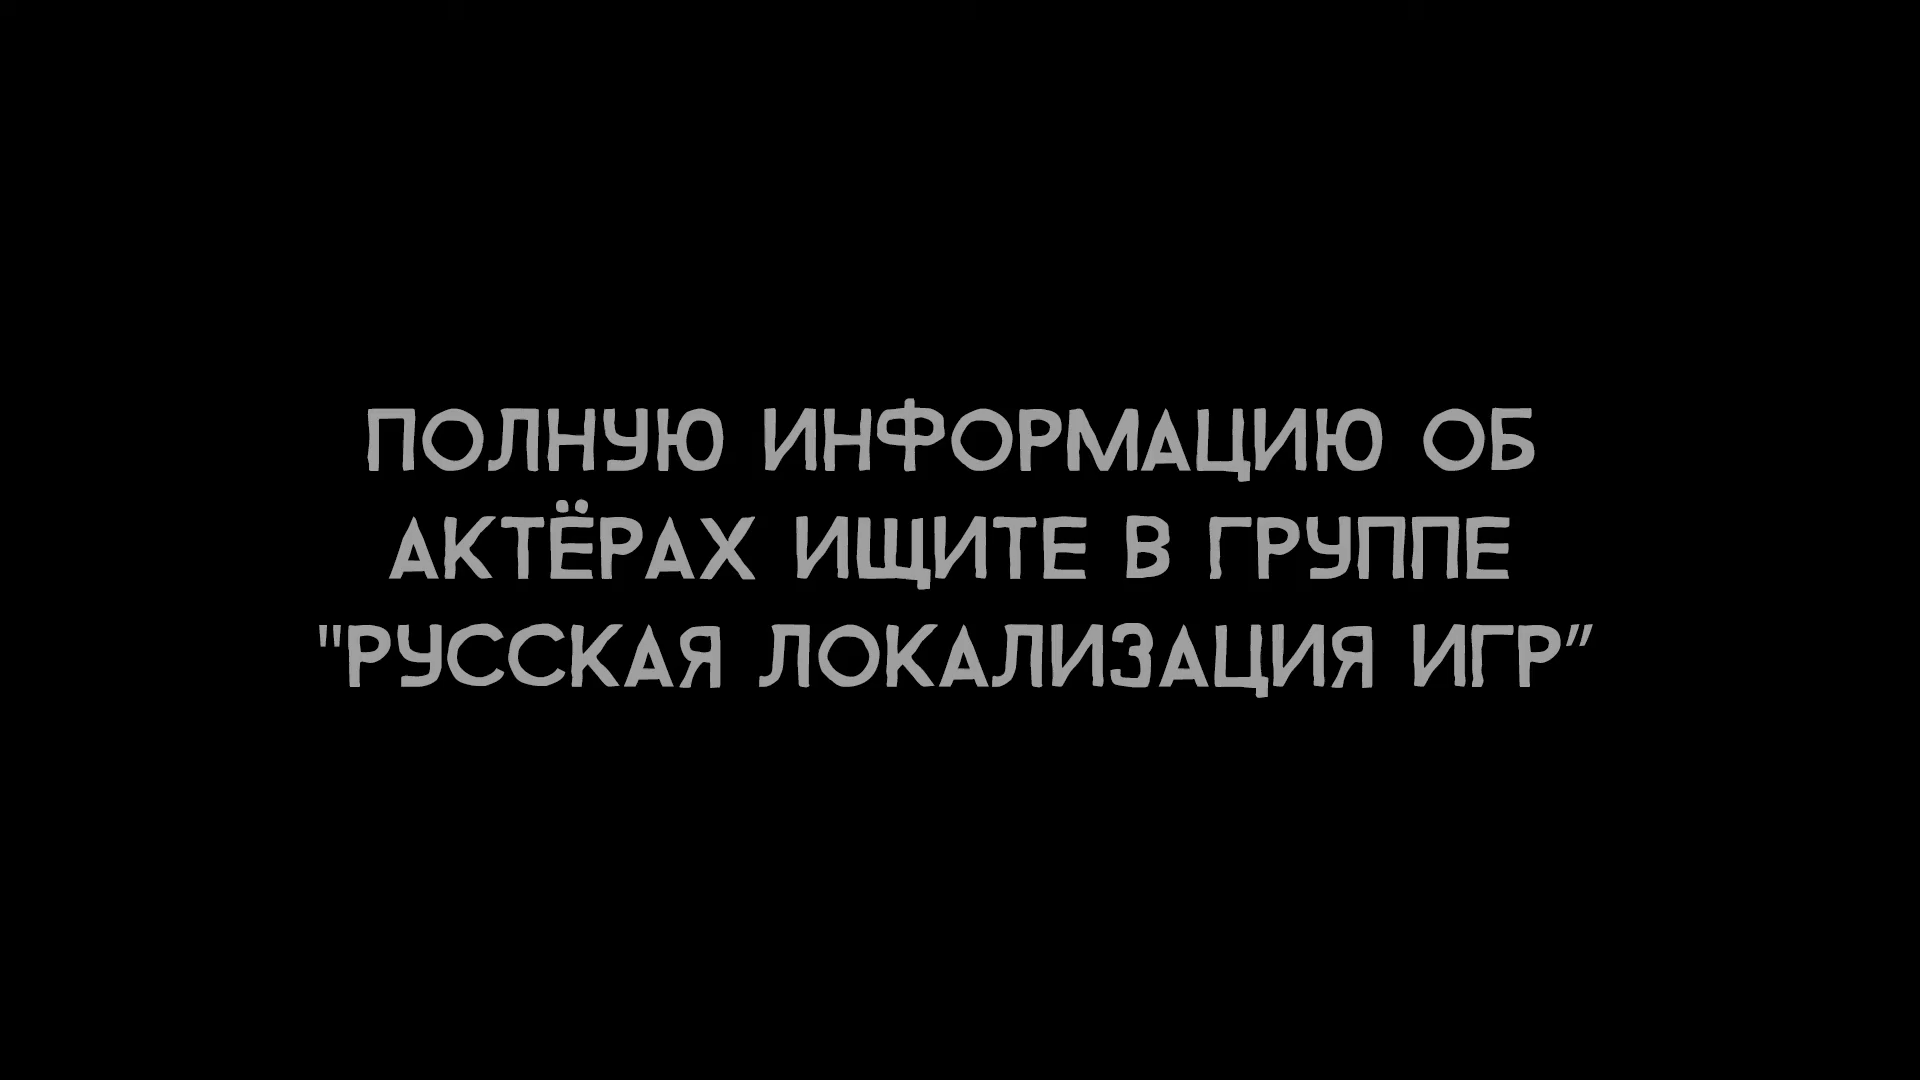 ПОЛНУЮ ИНФОРМАЦИЮ ОБ
АКТЁРАХ ИЩИТЕ В ГРУППЕ
"РУССКАЯ ЛОКАЛИЗАЦИЯ ИГР”